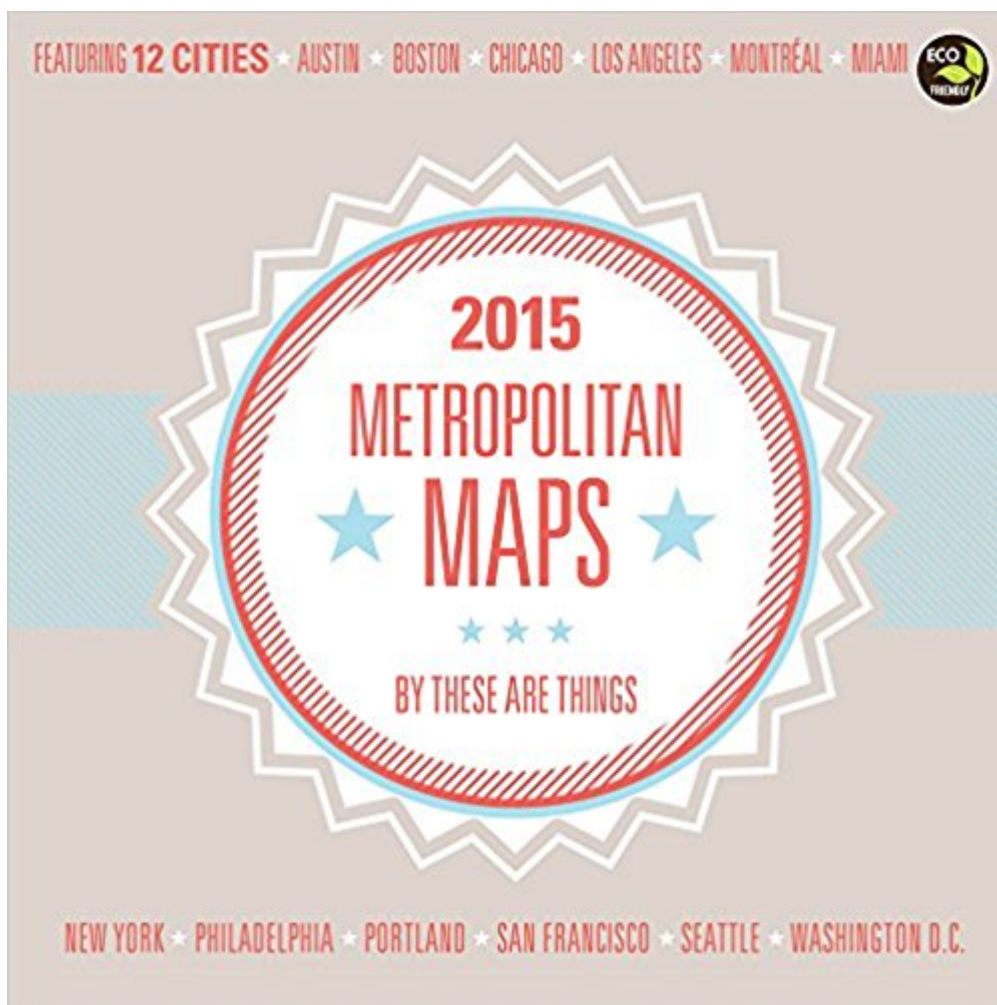 FEATURING 12 CITIES ★ AUSTIN ★ BOSTON ★ CHICAGO ★ LOS ANGELES ★ MONTRÉAL ★ MIAMI
ECO
FRIENDLY
2015
METROPOLITAN
MAPS
BY THESE ARE THINGS
NEW YORK ★ PHILADELPHIA ★ PORTLAND ★ SAN FRANCISCO ★ SEATTLE ★ WASHINGTON D.C.